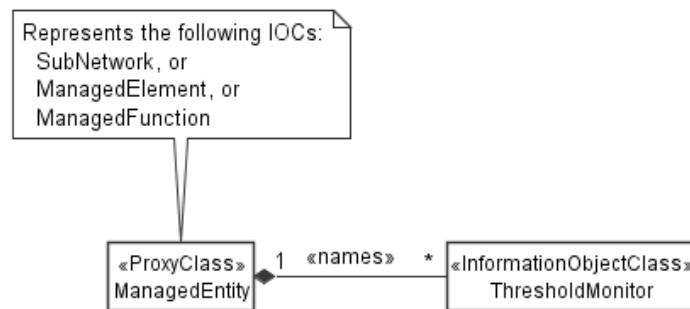 Represents the following IOCs:
SubNetwork, or
ManagedElement, or
ManagedFunction
«ProxyClass»
ManagedEntity
1 «names» *
«InformationObjectClass»
ThresholdMonitor